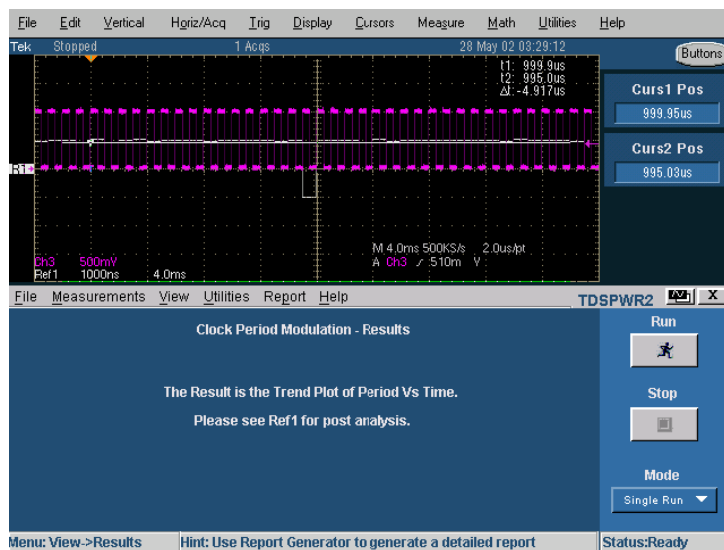 File Edit Vertical Horiz/Acq Trig Display Cursors Measure Math Utilities Help
Tek Stopped 1 Acqs 28 May 02 03:29:12
Buttons
t1: 999.9us
t2: 995.0us
Δt: -4.917us
Curs1 Pos
999.95us
Curs2 Pos
995.03us
R1
M 4.0ms 500KS/s 2.0us/pt
Ch3 500mV A Ch3 510m V
Ref1 1000ns 4.0ms
File Measurements View Utilities Report Help TDSPWR2 X
Clock Period Modulation - Results
Run
The Result is the Trend Plot of Period Vs Time.
Stop
Please see Ref1 for post analysis.
Mode
Single Run
Menu: View->Results Hint: Use Report Generator to generate a detailed report Status:Ready